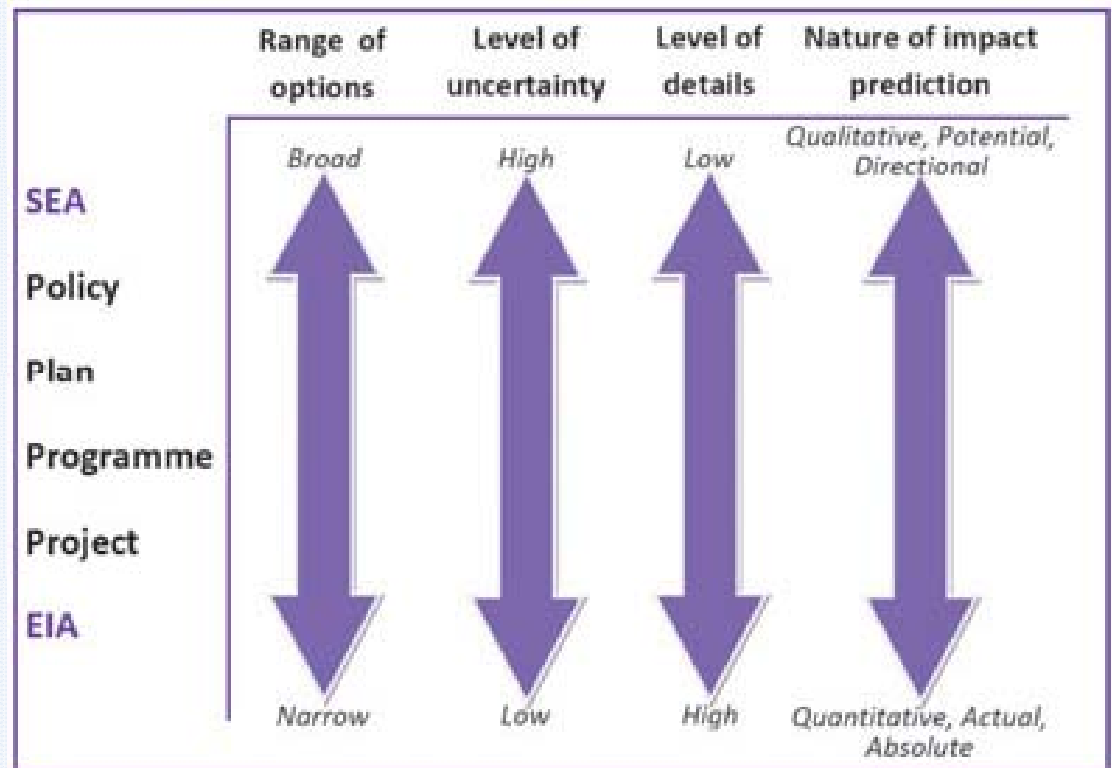 Range of
options
Level of
uncertainty
Level of
details
Nature of impact
prediction
Broad
High
Low
Qualitative, Potential,
Directional
SEA
Policy
Plan
Programme
Project
EIA
Narrow
Low
High
Quantitative, Actual,
Absolute